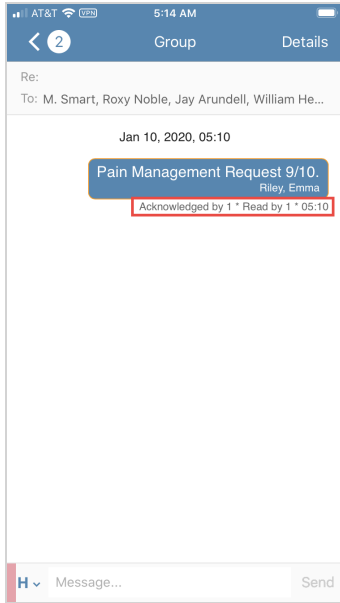 AT&T VPN 5:14 AM
2 Group Details
Re:
To: M. Smart, Roxy Noble, Jay Arundell, William He...
Jan 10, 2020, 05:10
Pain Management Request 9/10.
Riley, Emma
Acknowledged by 1 * Read by 1 * 05:10
H Message... Send